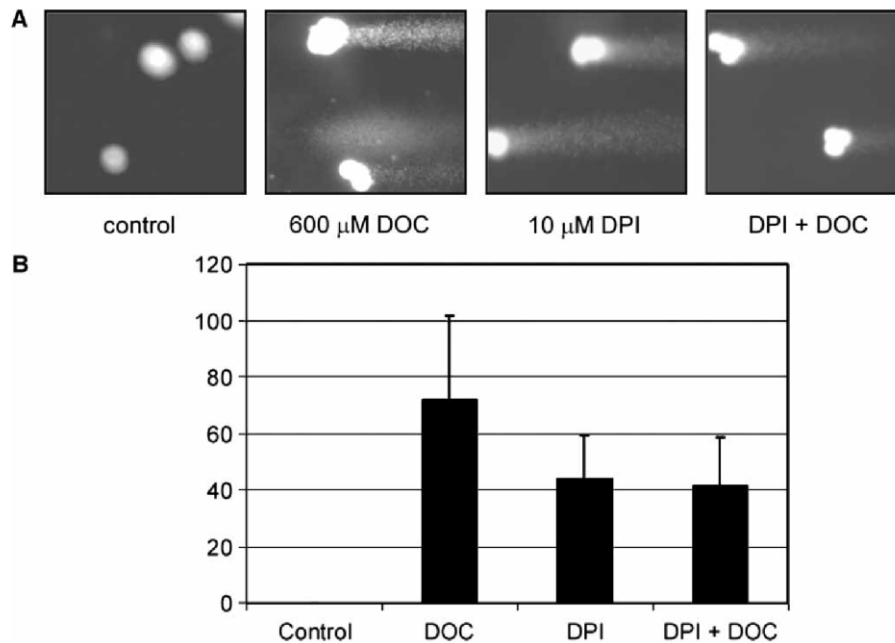 A
control
600 μM DOC
10 μM DPI
DPI + DOC
B
120
100
80
60
40
20
0
Control
DOC
DPI
DPI + DOC